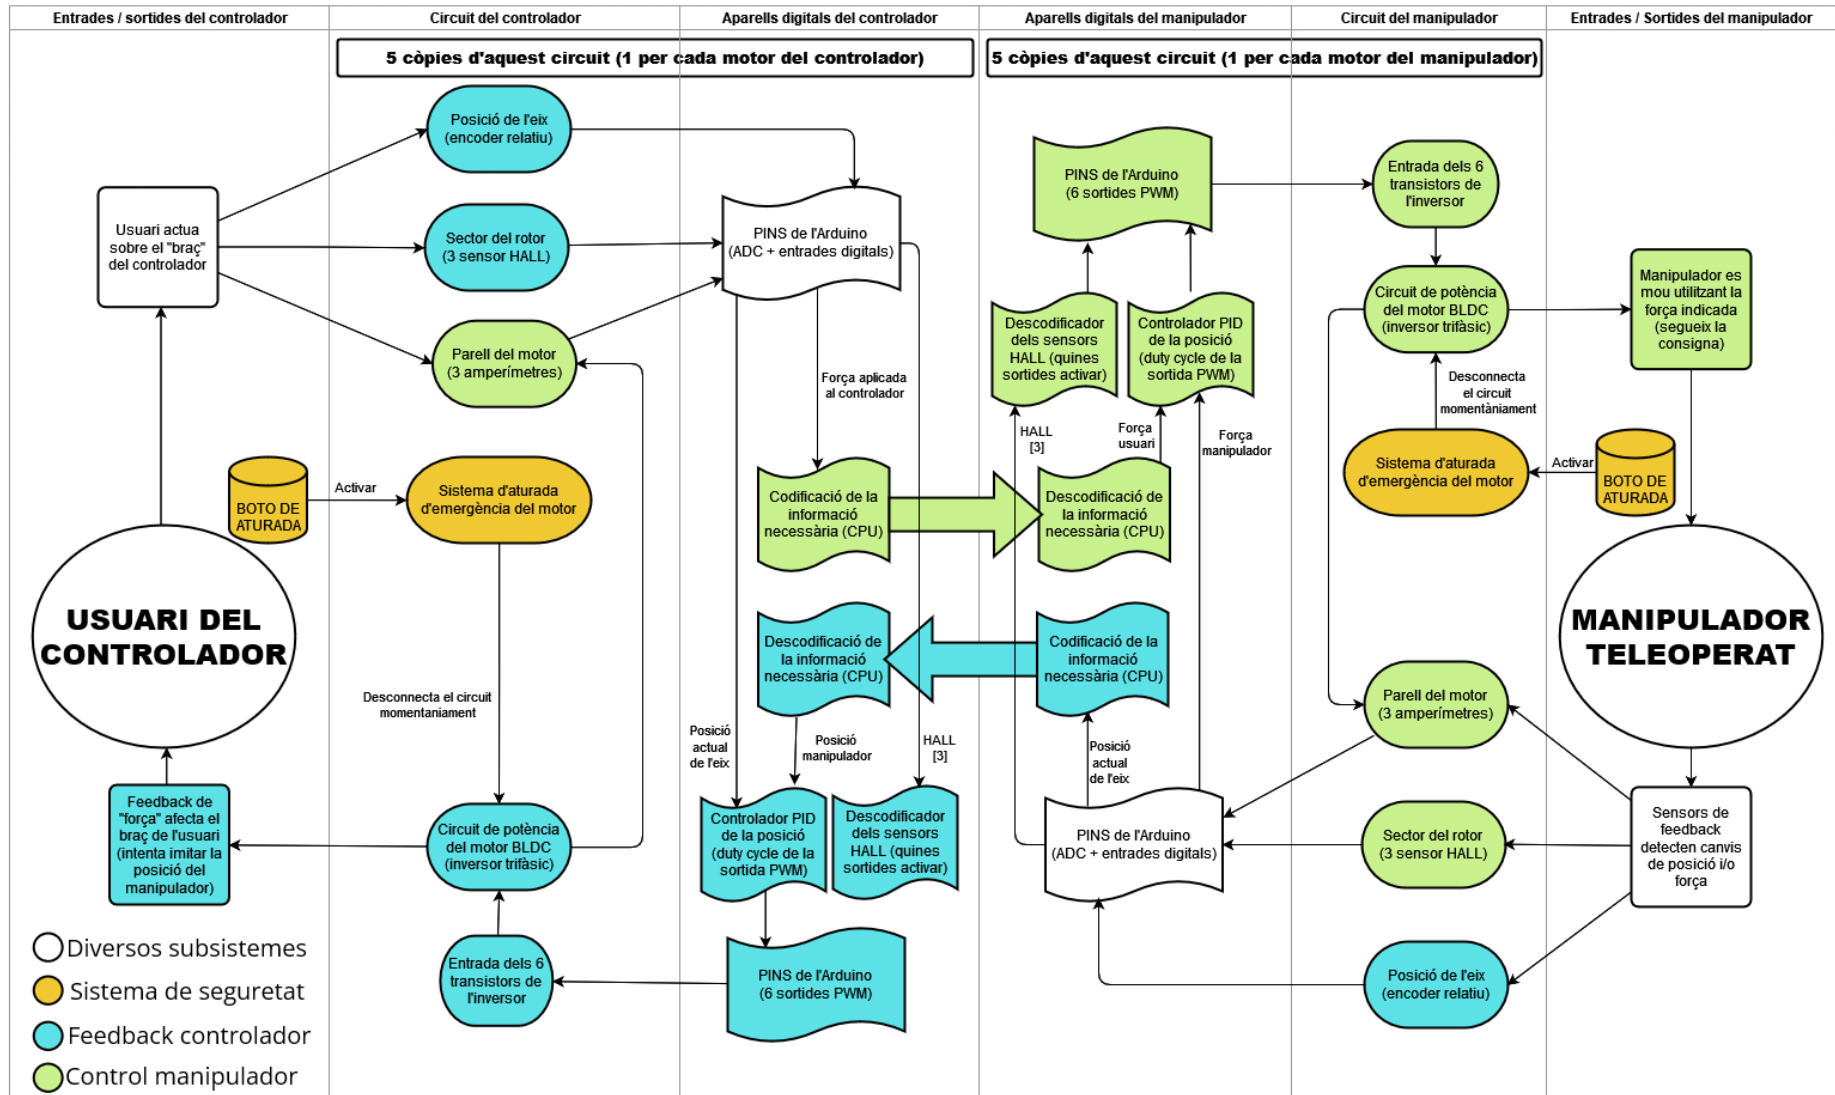 Entrades / sortides del controlador
Circuit del controlador
Aparells digitals del controlador
Aparells digitals del manipulador
Circuit del manipulador
Entrades / Sortides del manipulador
5 còpies d'aquest circuit (1 per cada motor del controlador)
5 còpies d'aquest circuit (1 per cada motor del manipulador)
Usuari actua
sobre el "braç"
del controlador
BOTO DE
ATURADA
USUARI DEL
CONTROLADOR
Feedback de
"força" afecta el
braç de l'usuari
(intenta imitar la
posició del
manipulador)
Diversos subsistemes
Sistema de seguretat
Feedback controlador
Control manipulador
Posició de l'eix
(encoder relatiu)
Sector del rotor
(3 sensor HALL)
Parell del motor
(3 amperímetres)
Activar
Sistema d'aturada
d'emergència del motor
Desconnecta el circuit
momentaniament
Circuit de potència
del motor BLDC
(inversor trifàsic)
Entrada dels 6
transistors de
l'inversor
PINS de l'Arduino
(ADC + entrades digitals)
Força aplicada
al controlador
Codificació de la
informació
necessària (CPU)
Descodificació de
la informació
necessària (CPU)
Posició
actual
de l'eix
Posició
manipulador
HALL
[3]
Controlador PID
de la posició
(duty cycle de la
sortida PWM)
Descodificador
dels sensors
HALL (quines
sortides activar)
PINS de l'Arduino
(6 sortides PWM)
PINS de l'Arduino
(6 sortides PWM)
Descodificador
dels sensors
HALL (quines
sortides activar)
Controlador PID
de la posició
(duty cycle de la
sortida PWM)
HALL
[3]
Força
usuari
Força
manipulador
Descodificació de
la informació
necessària (CPU)
Codificació de la
informació
necessària (CPU)
Posició
actual
de l'eix
PINS de l'Arduino
(ADC + entrades digitals)
Entrada dels 6
transistors de
l'inversor
Circuit de potència
del motor BLDC
(inversor trifàsic)
Desconnecta
el circuit
momentàniament
Sistema d'aturada
d'emergència del motor
Activar
Parell del motor
(3 amperímetres)
Sector del rotor
(3 sensor HALL)
Posició de l'eix
(encoder relatiu)
Manipulador es
mou utilitzant la
força indicada
(segueix la
consigna)
BOTO DE
ATURADA
MANIPULADOR
TELEOPERAT
Sensors de
feedback
detecten canvis
de posició i/o
força